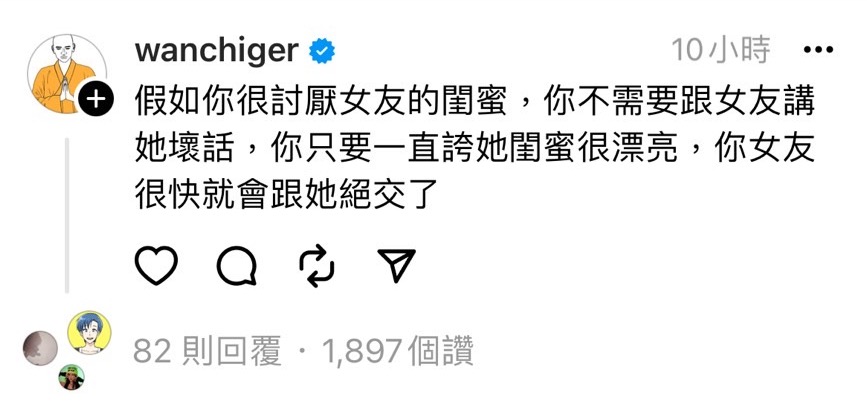 wanchiger
10小時
假如你很討厭女友的閨蜜，你不需要跟女友講
她壞話，你只要一直誇她閨蜜很漂亮，你女友
很快就會跟她絕交了
82 則回覆 · 1,897個讚